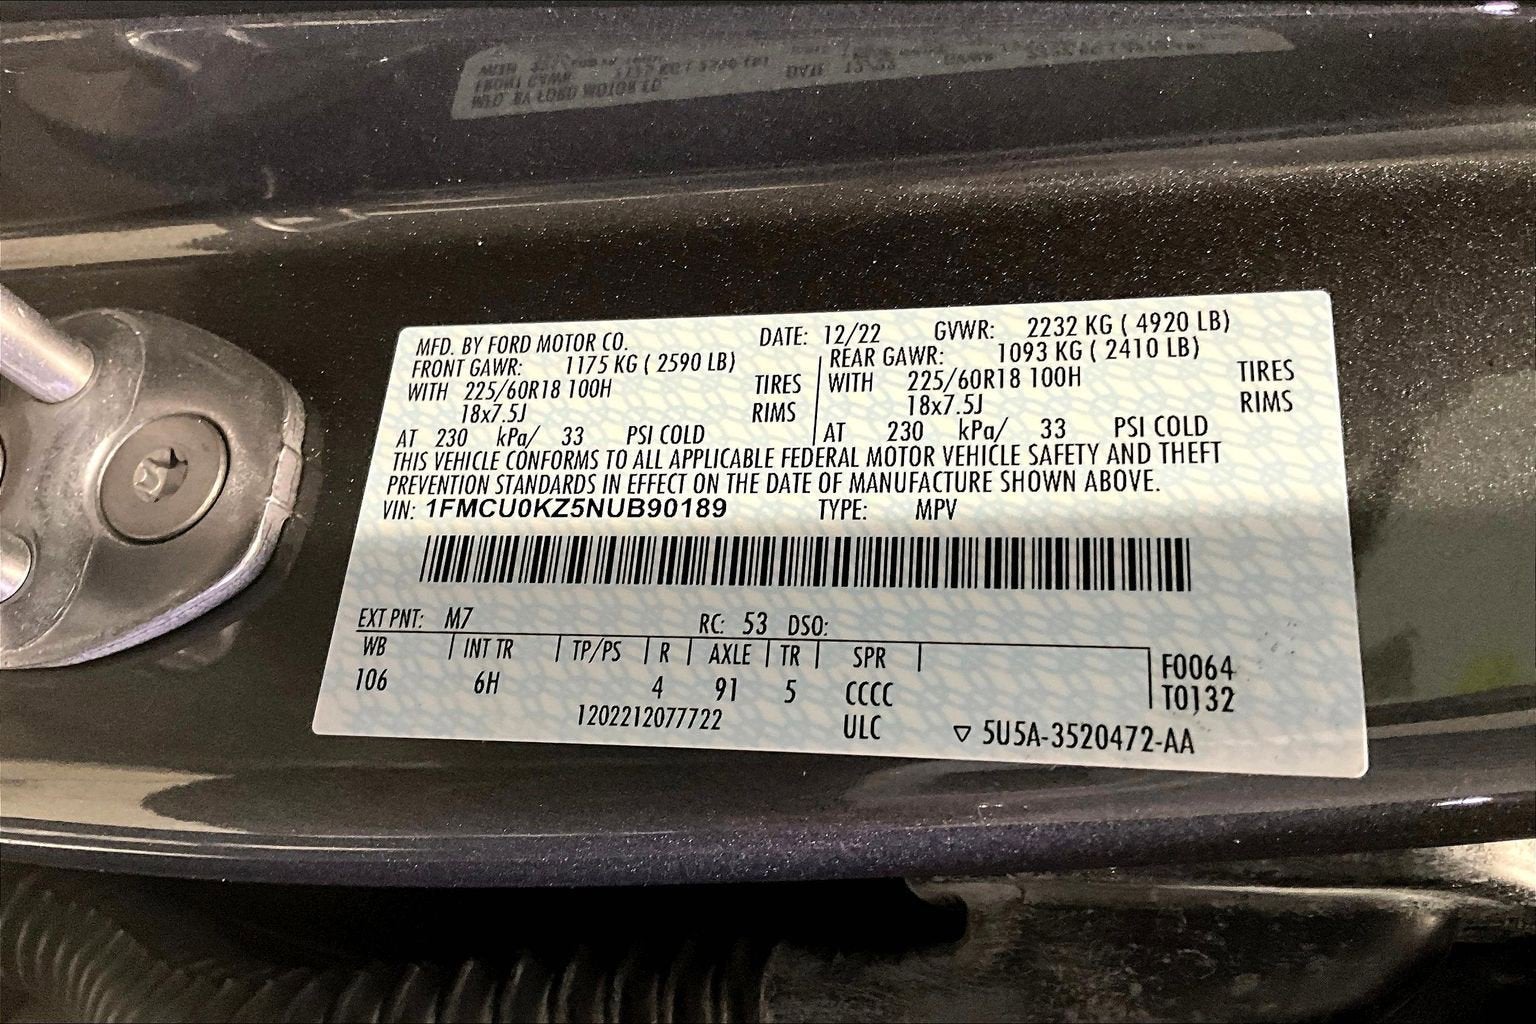 MFD. BY FORD MOTOR CO. DATE: 12/22 GVWR: 2232 KG ( 4920 LB)
FRONT GAWR: 1175 KG ( 2590 LB) REAR GAWR: 1093 KG ( 2410 LB)
WITH 225/60R18 100H TIRES WITH 225/60R18 100H TIRES
18x7.5J RIMS 18x7.5J RIMS
AT 230 kPa/ 33 PSI COLD AT 230 kPa/ 33 PSI COLD
THIS VEHICLE CONFORMS TO ALL APPLICABLE FEDERAL MOTOR VEHICLE SAFETY AND THEFT
PREVENTION STANDARDS IN EFFECT ON THE DATE OF MANUFACTURE SHOWN ABOVE.
VIN: 1FMCU0KZ5NUB90189 TYPE: MPV
EXT PNT: M7 RC: 53 DSO:
WB INT TR TP/PS R AXLE TR SPR
106 6H 4 91 5 CCCC
F0064
T0132
1202212077722 ULC ▽ 5U5A-3520472-AA